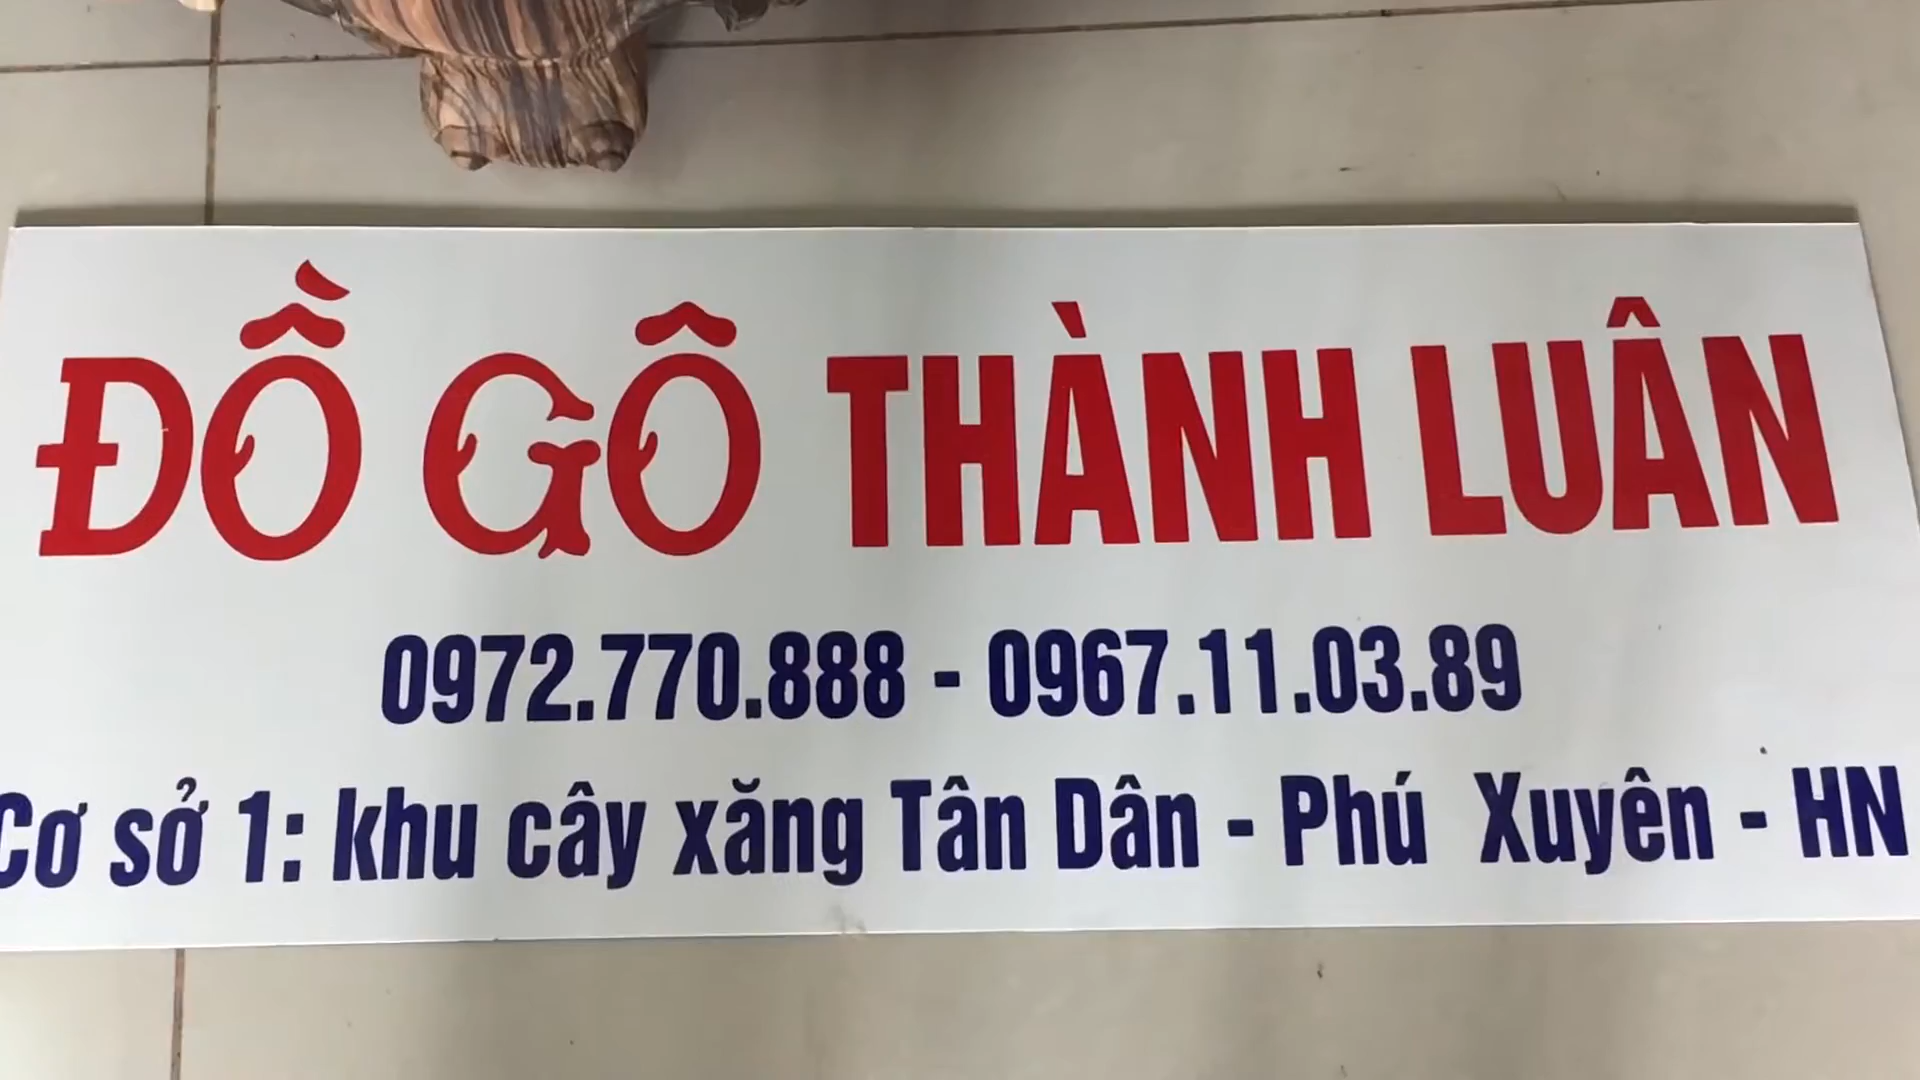 ĐỒ GÔ THÀNH LUÂN
0972.770.888 - 0967.11.03.89
Cơ sở 1: khu cây xăng Tân Dân - Phú Xuyên - HN